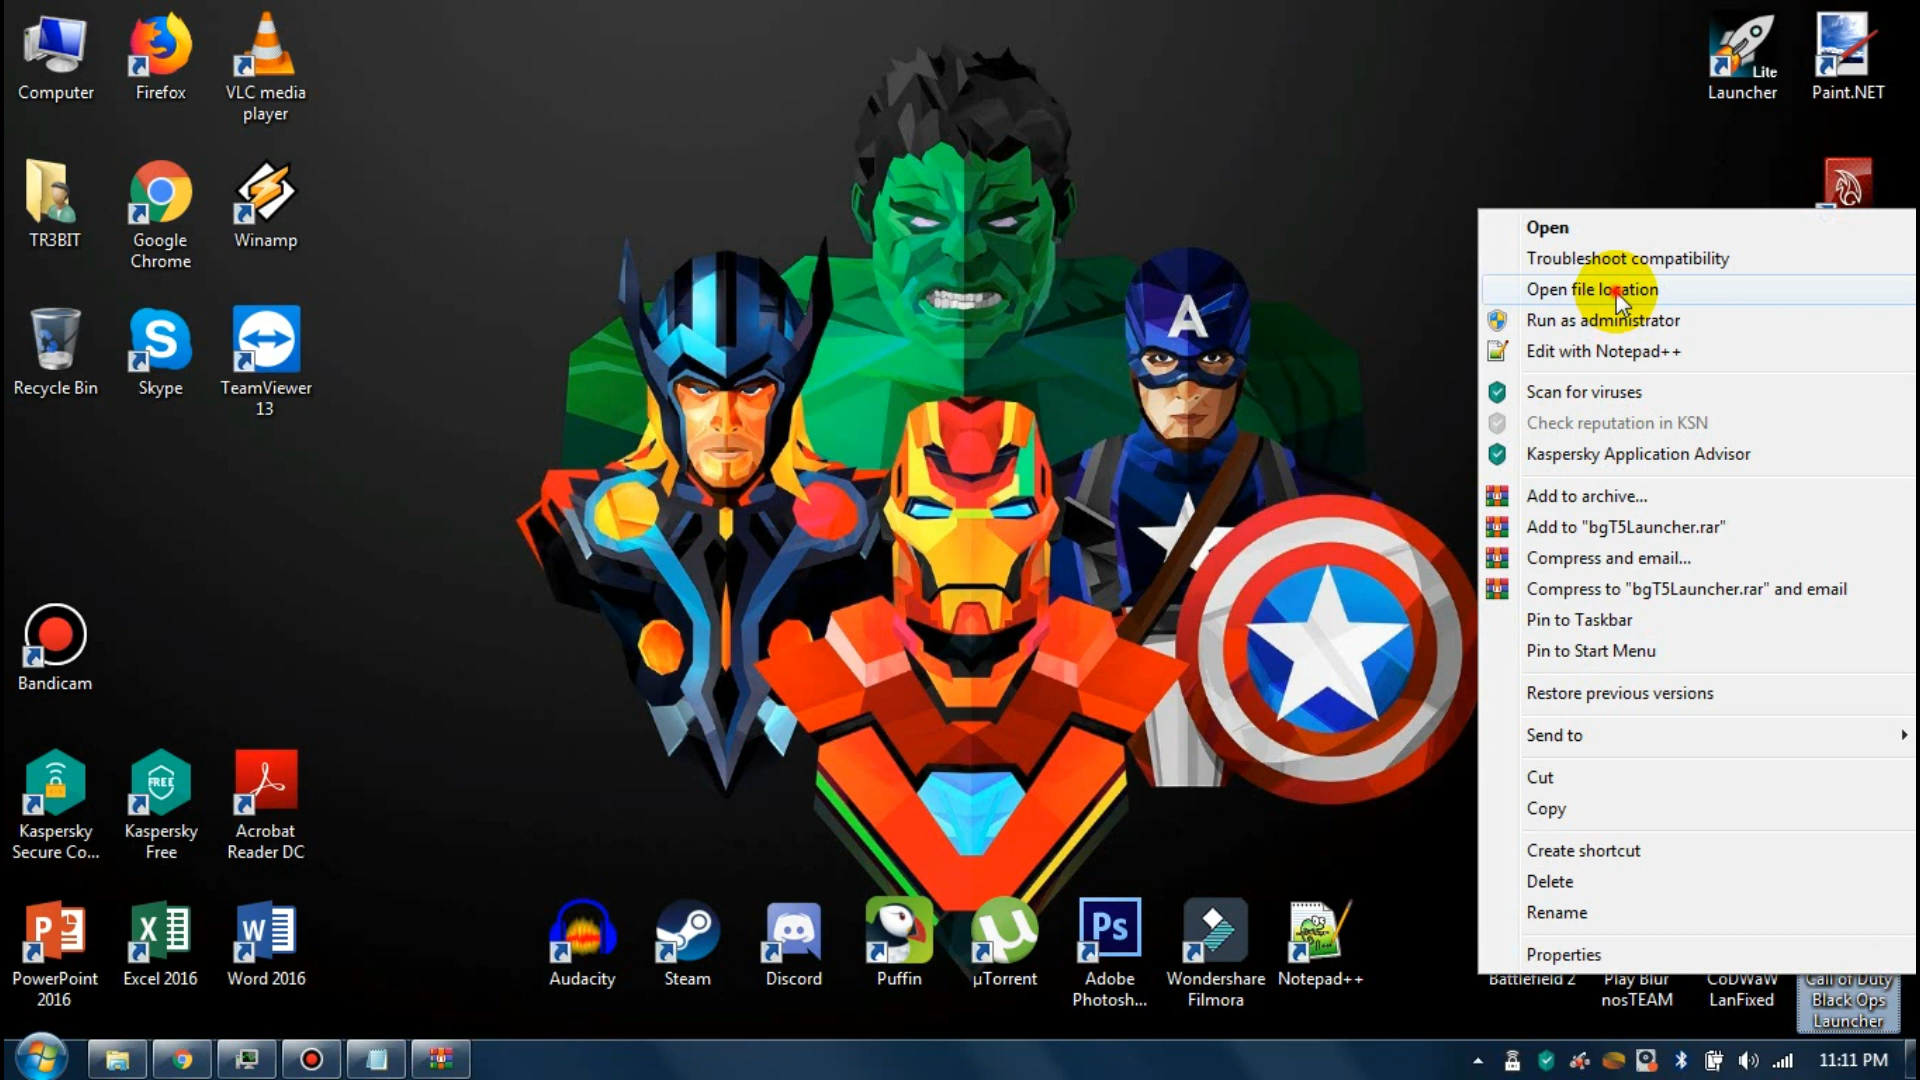 Computer
Firefox
VLC media
player
Lite
Launcher
Paint.NET
TR3BIT
Google
Chrome
Winamp
Recycle Bin
Skype
TeamViewer
13
Bandicam
Kaspersky
Secure Co...
FREE
Kaspersky
Free
Acrobat
Reader DC
PowerPoint
2016
Excel 2016
Word 2016
Audacity
Steam
Discord
Puffin
µTorrent
Ps
Adobe
Photosh...
Wondershare
Filmora
Notepad++
A
Open
Troubleshoot compatibility
Open file location
Run as administrator
Edit with Notepad++
Scan for viruses
Check reputation in KSN
Kaspersky Application Advisor
Add to archive...
Add to "bgT5Launcher.rar"
Compress and email...
Compress to "bgT5Launcher.rar" and email
Pin to Taskbar
Pin to Start Menu
Restore previous versions
Send to
Cut
Copy
Create shortcut
Delete
Rename
Properties
Battlefield 2
Play Blur
nosTEAM
CoDWaW
LanFixed
Call of Duty
Black Ops
Launcher
11:11 PM